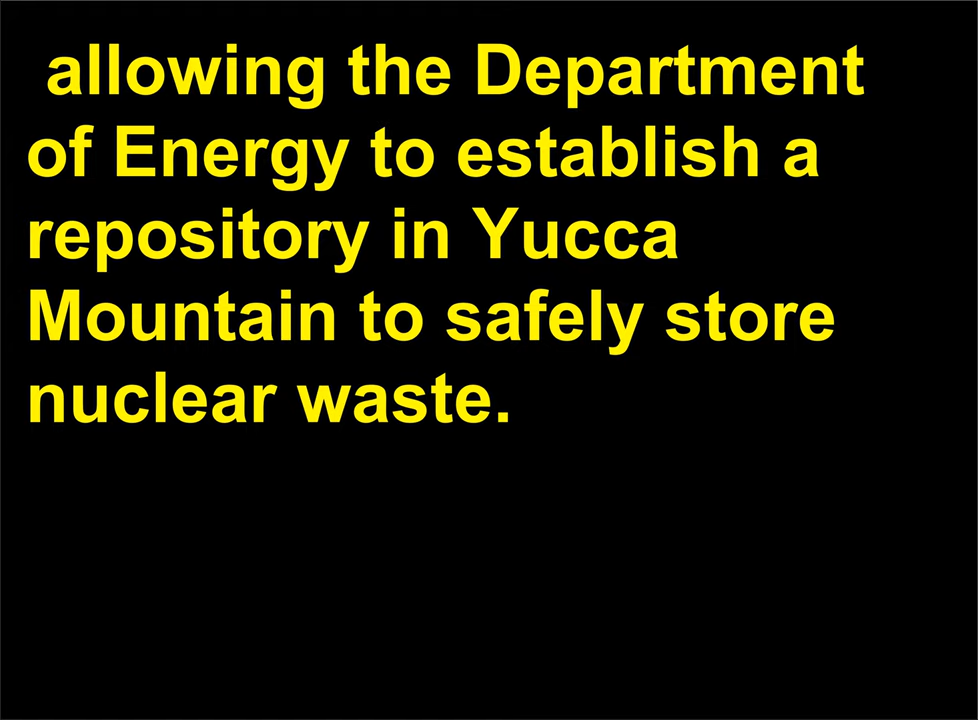 allowing the Department
of Energy to establish a
repository in Yucca
Mountain to safely store
nuclear waste.